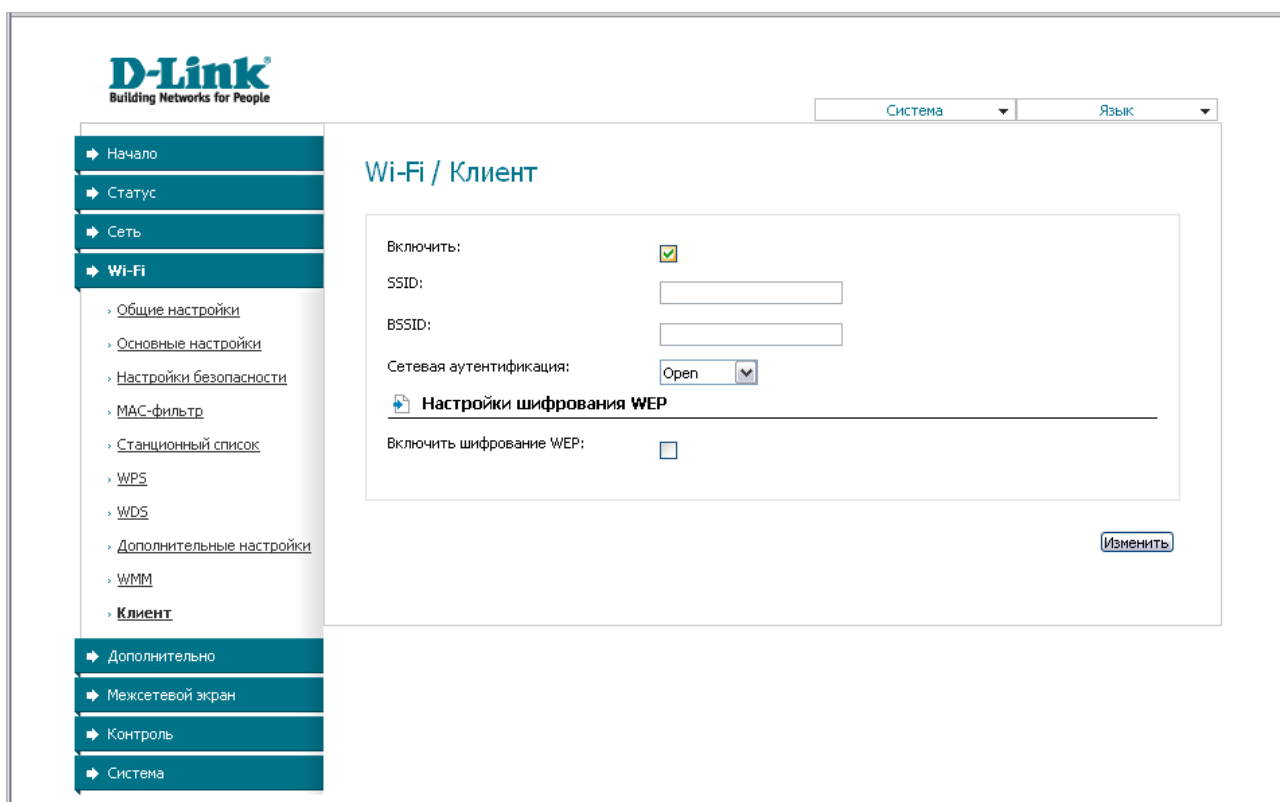 D-Link®
Building Networks for People
Система
Язык
Начало
Статус
Сеть
Wi-Fi
Общие настройки
Основные настройки
Настройки безопасности
MAC-фильтр
Станционный список
WPS
WDS
Дополнительные настройки
WMM
Клиент
Дополнительно
Межсетевой экран
Контроль
Система
Wi-Fi / Клиент
Включить:
SSID:
BSSID:
Сетевая аутентификация:
Open
Настройки шифрования WEP
Включить шифрование WEP:
Изменить